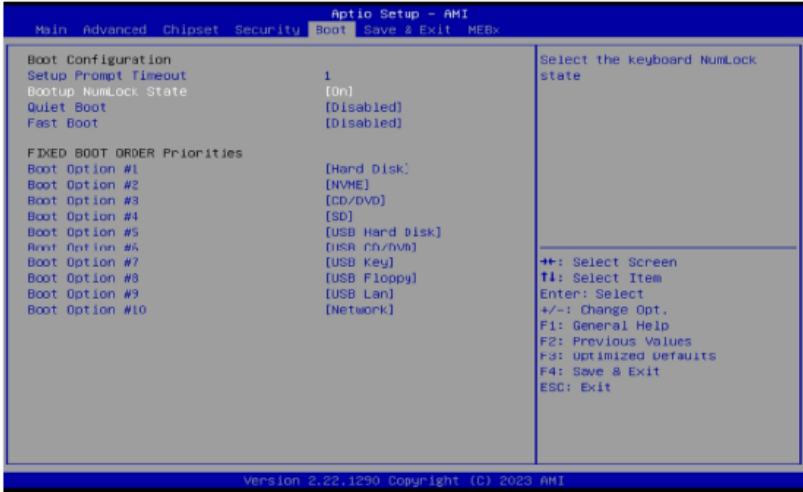 Aptio Setup – AMI
Main Advanced Chipset Security Boot Save & Exit MEBx
Boot Configuration
Setup Prompt Timeout 1
Bootup NumLock State [On]
Quiet Boot [Disabled]
Fast Boot [Disabled]
FIXED BOOT ORDER Priorities
Boot Option #1 [Hard Disk]
Boot Option #2 [NVME]
Boot Option #3 [CD/DVD]
Boot Option #4 [SD]
Boot Option #5 [USB Hard Disk]
Boot Option #6 [USB CD/DVD]
Boot Option #7 [USB Key]
Boot Option #8 [USB Floppy]
Boot Option #9 [USB Lan]
Boot Option #10 [Network]
Select the keyboard NumLock
state
→←: Select Screen
↑↓: Select Item
Enter: Select
+/-: Change Opt.
F1: General Help
F2: Previous Values
F3: Optimized Defaults
F4: Save & Exit
ESC: Exit
Version 2.22.1290 Copyright (C) 2023 AMI